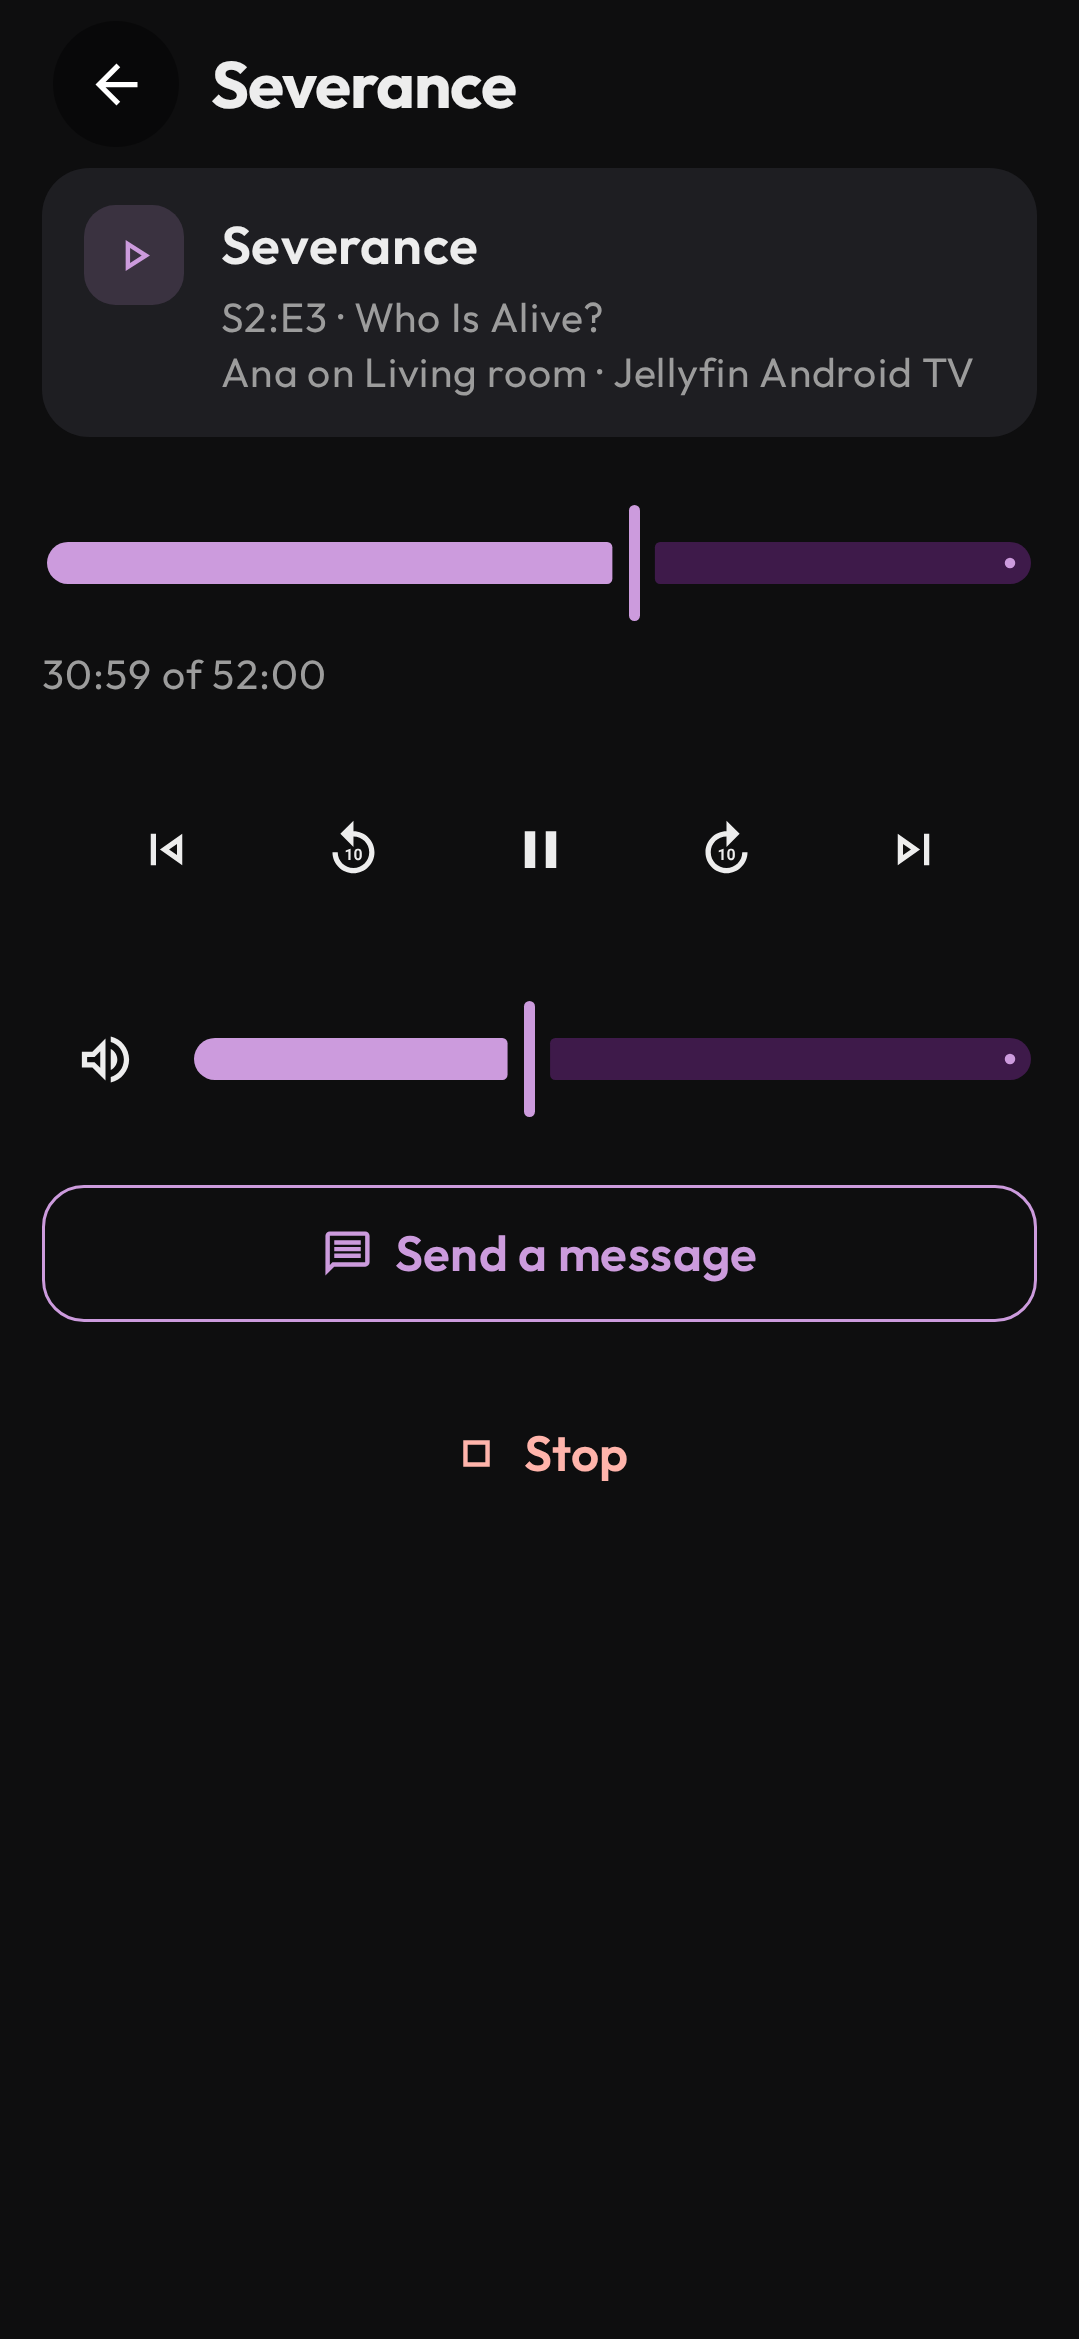 Severance
Severance
S2:E3 · Who Is Alive?
Ana on Living room · Jellyfin Android TV
30:59 of 52:00
10
10
Send a message
Stop